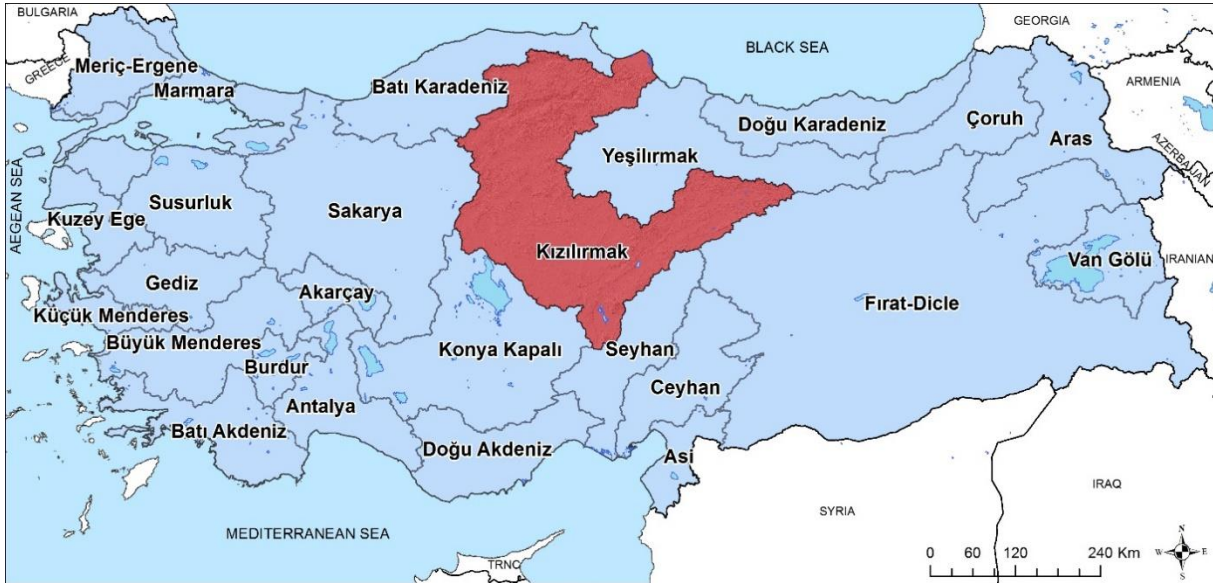 BULGARIA
GEORGIA
BLACK SEA
GREECE
Meriç-Ergene
Marmara
Batı Karadeniz
ARMENIA
Doğu Karadeniz
Çoruh
Aras
AZERBAIJAN
Yeşilırmak
AEGEAN SEA
Kuzey Ege
Susurluk
Sakarya
Kızılırmak
Van Gölü
IRANIAN
Gediz
Akarçay
Fırat-Dicle
Küçük Menderes
Büyük Menderes
Konya Kapalı
Seyhan
Burdur
Ceyhan
Antalya
Batı Akdeniz
Doğu Akdeniz
Asi
IRAQ
SYRIA
MEDITERRANEAN SEA
TRNC
0 60 120 240 Km
N
W E
S